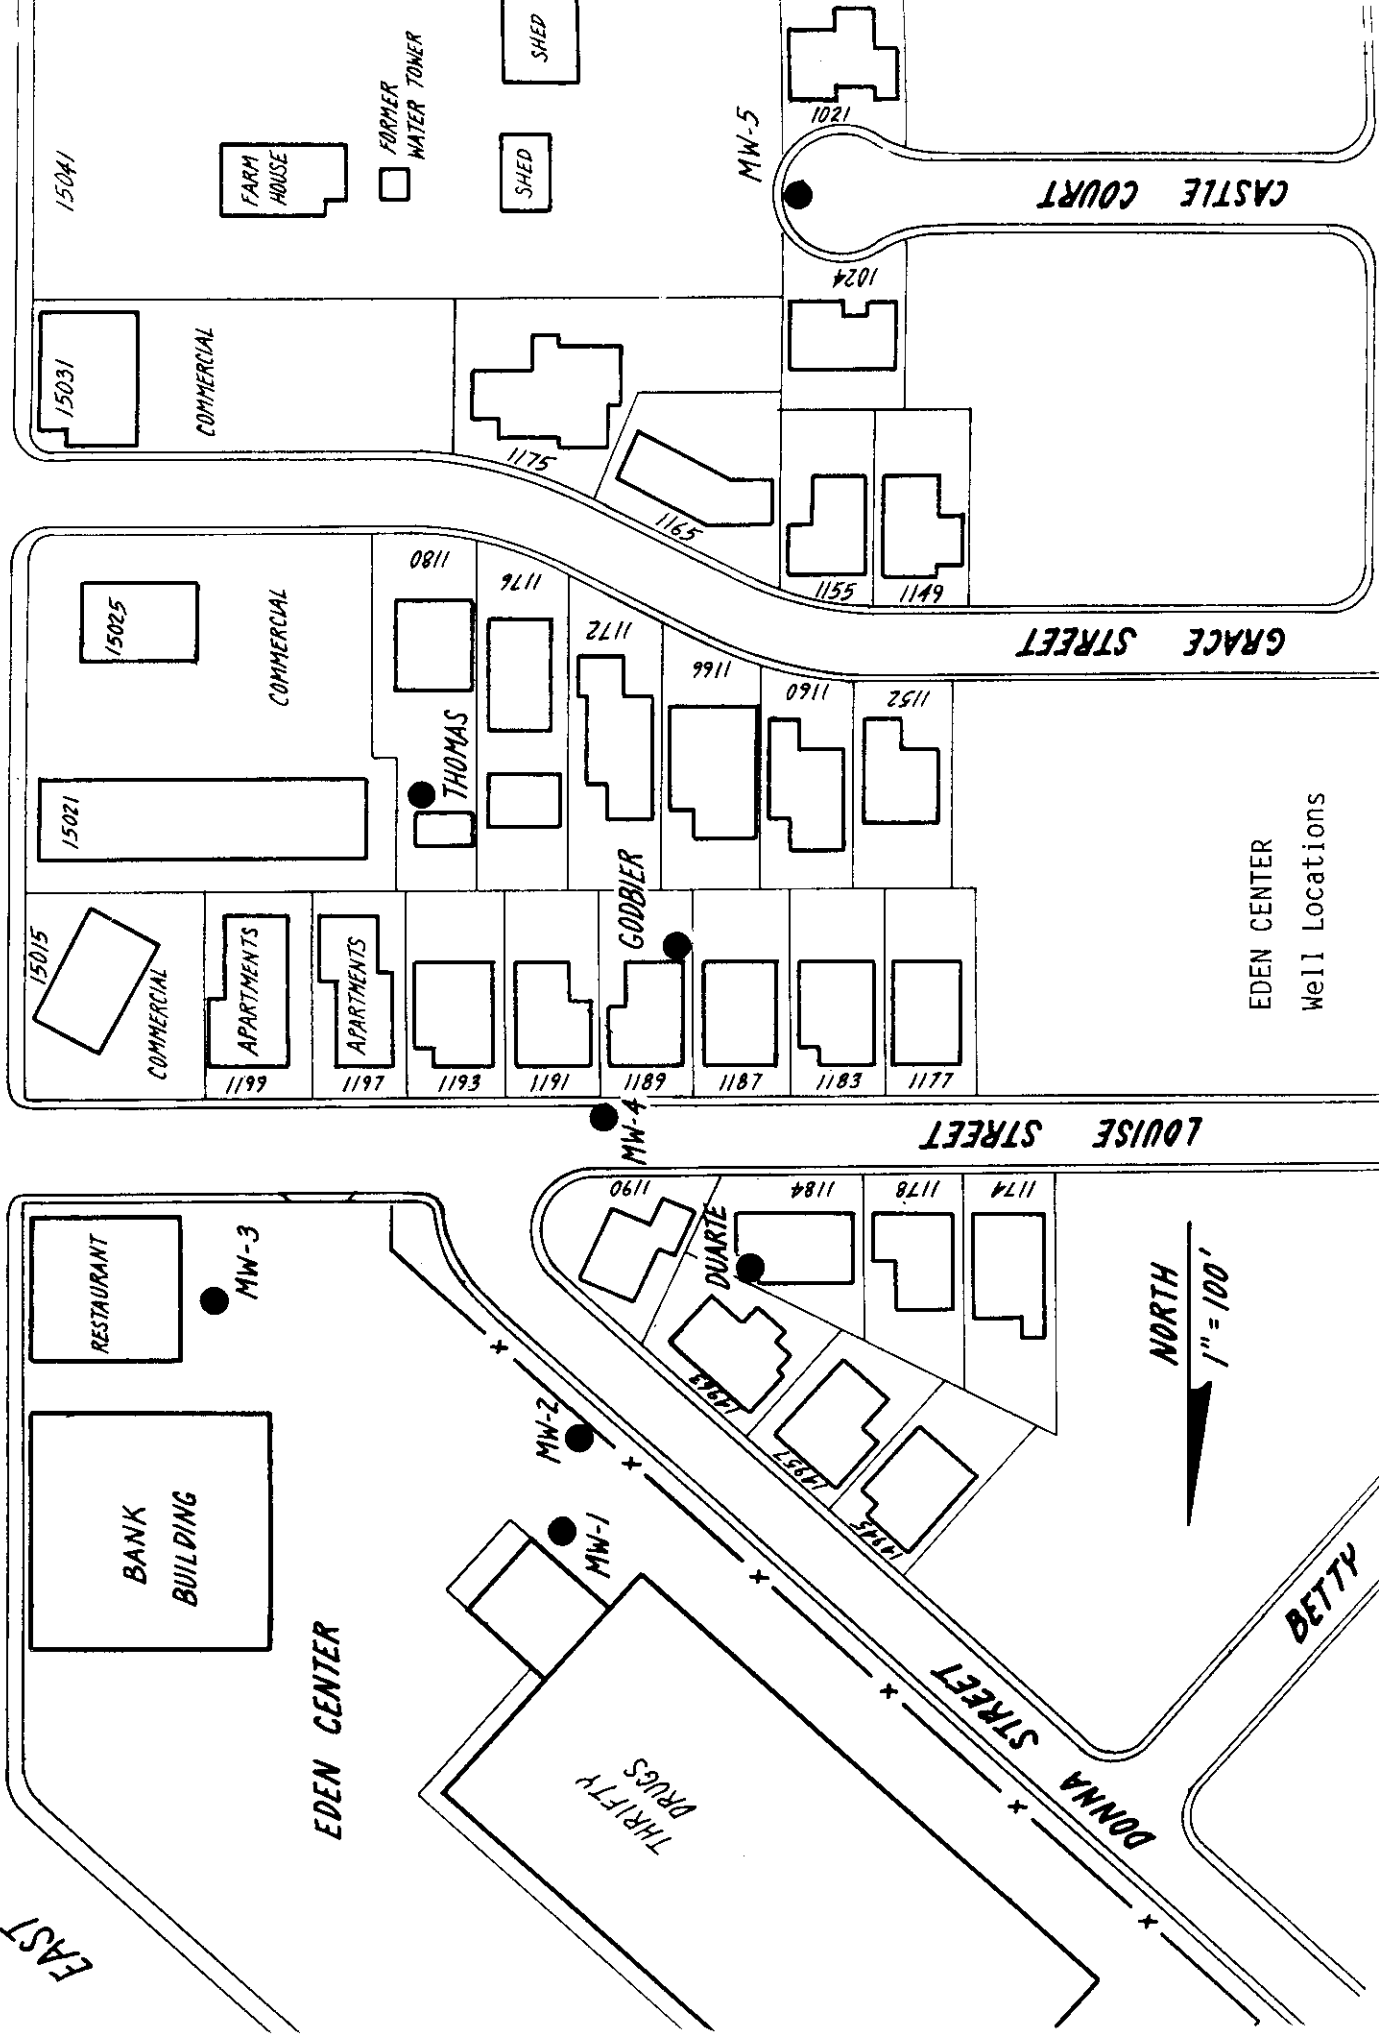 15041
FARM
HOUSE
FORMER
WATER TOWER
SHED
SHED
MW-5
1021
1024
CASTLE COURT
15031
COMMERCIAL
1175
1165
1155
1149
15025
COMMERCIAL
1180
1176
1172
1166
1160
1152
GRACE STREET
15021
THOMAS
GODBIER
15015
COMMERCIAL
APARTMENTS
APARTMENTS
1199
1197
1193
1191
1189
1187
1183
1177
MW-4
LOUISE STREET
1190
1184
1178
1174
DUARTE
RESTAURANT
MW-3
MW-2
MW-1
BANK
BUILDING
EDEN CENTER
14963
14957
14945
THRIFTY
DRUGS
DONNA STREET
BETTY
EAST
NORTH
1" = 100'
EDEN CENTER
Well Locations